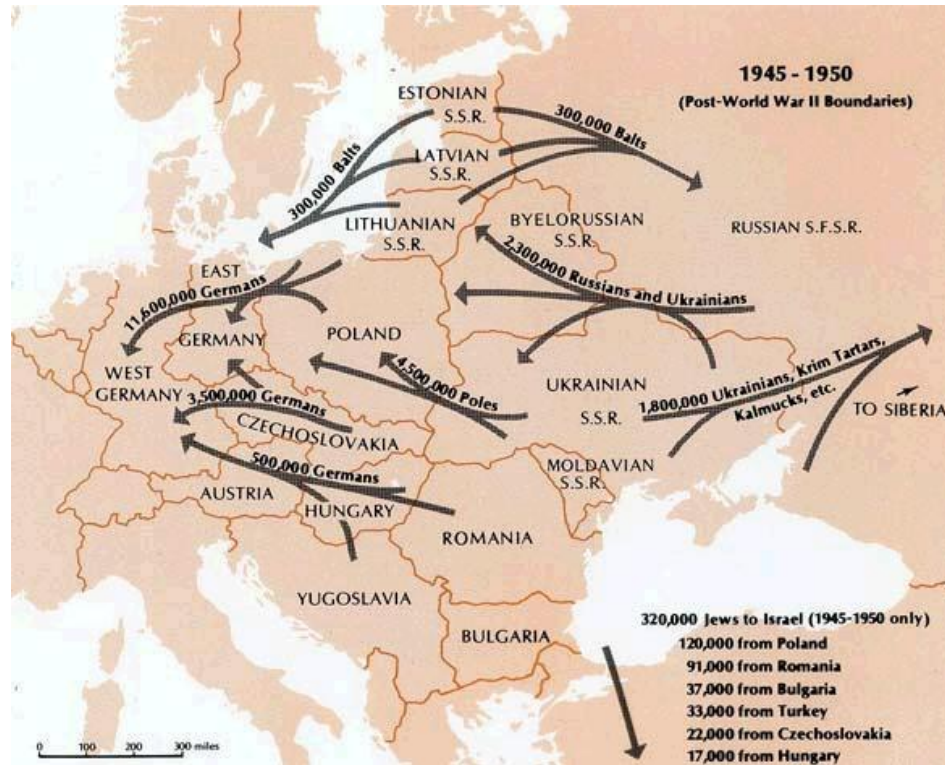 1945 - 1950
(Post-World War II Boundaries)
ESTONIAN
S.S.R.
300,000 Balts
LATVIAN
S.S.R.
300,000 Balts
LITHUANIAN
S.S.R.
BYELORUSSIAN
S.S.R.
RUSSIAN S.F.S.R.
2,300,000 Russians and Ukrainians
EAST
GERMANY
11,600,000 Germans
POLAND
WEST
GERMANY
4,500,000 Poles
UKRAINIAN
S.S.R.
1,800,000 Ukrainians, Krim Tartars,
Kalmucks, etc.
TO SIBERIA
3,500,000 Germans
CZECHOSLOVAKIA
500,000 Germans
MOLDAVIAN
S.S.R.
AUSTRIA
HUNGARY
ROMANIA
YUGOSLAVIA
BULGARIA
320,000 Jews to Israel (1945-1950 only)
120,000 from Poland
91,000 from Romania
37,000 from Bulgaria
33,000 from Turkey
22,000 from Czechoslovakia
17,000 from Hungary
0 100 200 300 miles